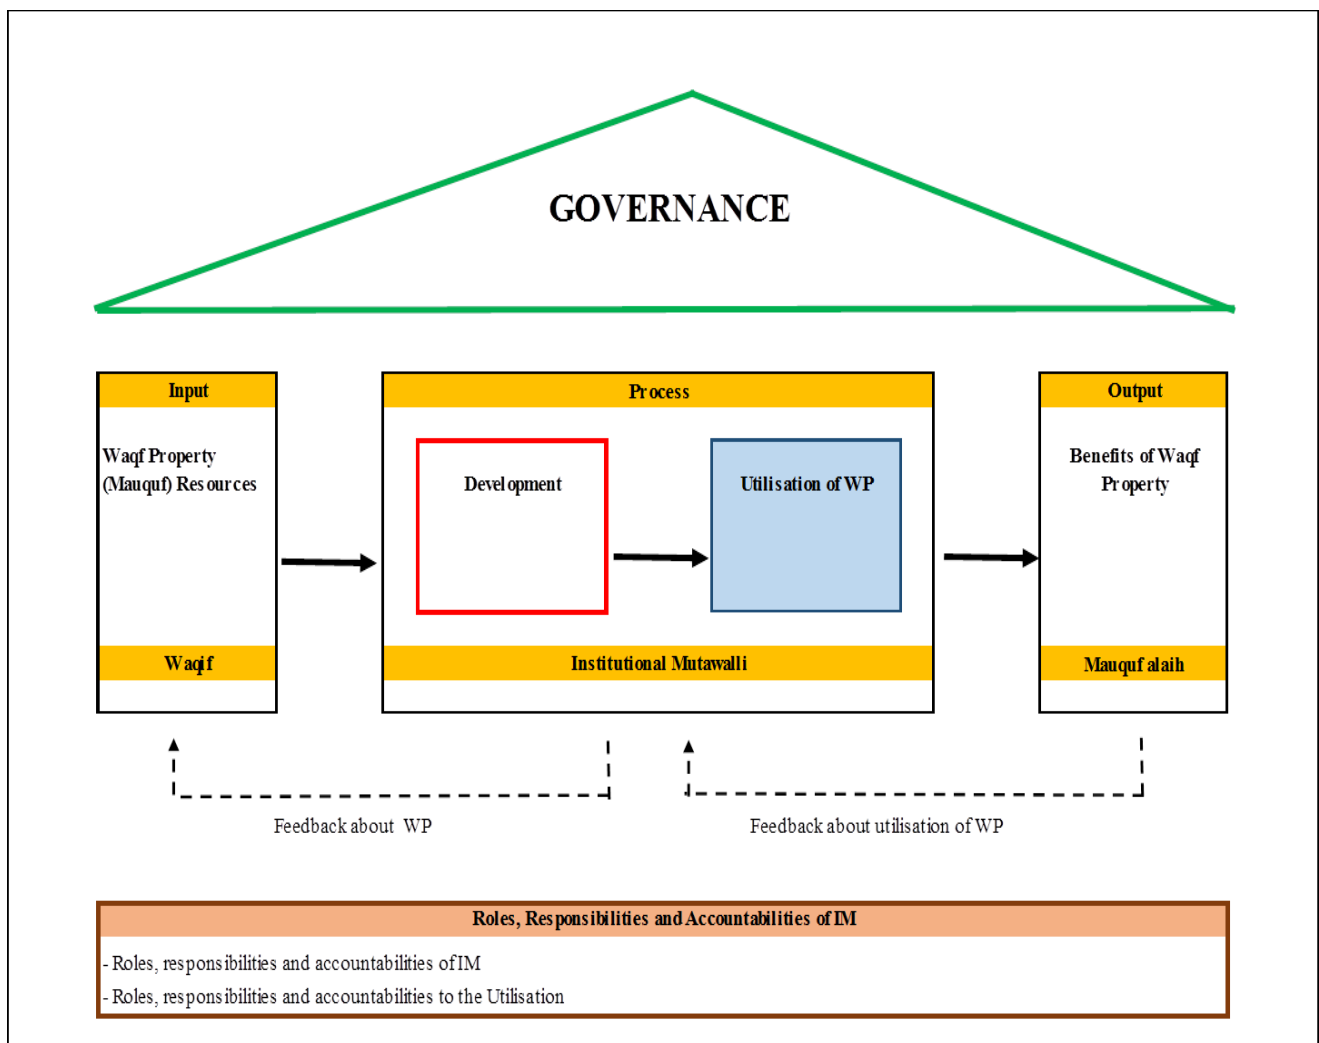 GOVERNANCE
Input
Waqf Property
(Mauquf) Resources
Waqif
Process
Development
Utilisation of WP
Institutional Mutawalli
Output
Benefits of Waqf
Property
Mauquf alaih
Feedback about WP
Feedback about utilisation of WP
Roles, Responsibilities and Accountabilities of IM
- Roles, responsibilities and accountabilities of IM
- Roles, responsibilities and accountabilities to the Utilisation